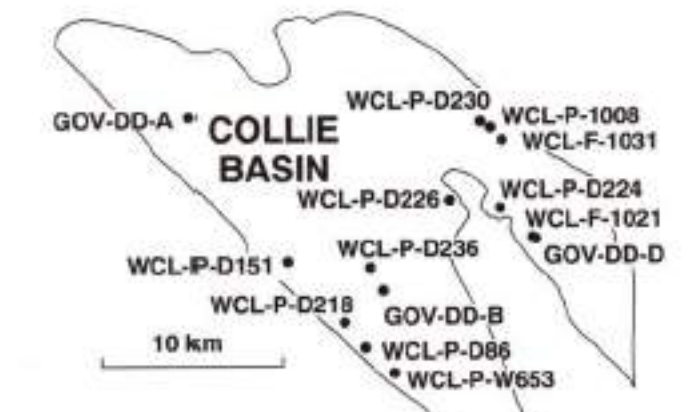 WCL-P-D230
WCL-P-1008
GOV-DD-A
COLLIE
BASIN
WCL-F-1031
WCL-P-D226
WCL-P-D224
WCL-F-1021
WCL-P-D236
GOV-DD-D
WCL-IP-D151
WCL-P-D218
GOV-DD-B
10 km
WCL-P-D86
WCL-P-W653